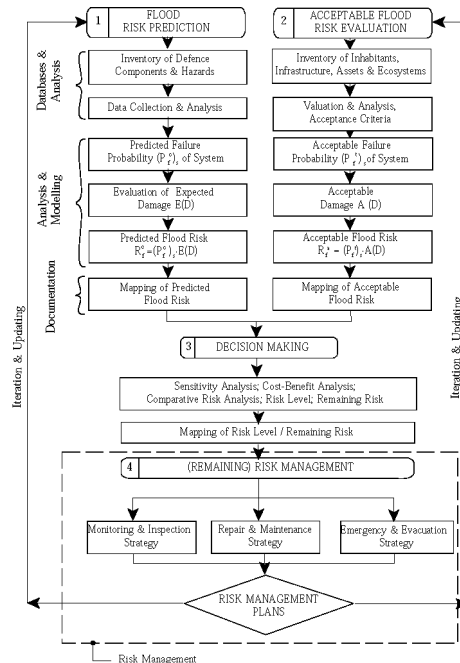 1
FLOOD
RISK PREDICTION
2
ACCEPTABLE FLOOD
RISK EVALUATION
Databases &
Analysis
Inventory of Defence
Components & Hazards
Inventory of Inhabitants,
Infrastructure, Assets & Ecosystems
Data Collection & Analysis
Valuation & Analysis,
Acceptance Criteria
Analysis &
Modelling
Predicted Failure
Probability (P_f^c)_s of System
Acceptable Failure
Probability of System
Evaluation of Expected
Damage E(D)
Acceptable
Damage A (D)
Predicted Flood Risk
R_f^c=(P_f^c)_s·E(D)
Acceptable Flood Risk
Documentation
Mapping of Predicted
Flood Risk
Mapping of Acceptable
Flood Risk
3
DECISION MAKING
Sensitivity Analysis; Cost-Benefit Analysis;
Comparative Risk Analysis; Risk Level; Remaining Risk
Mapping of Risk Level / Remaining Risk
4
(REMAINING) RISK MANAGEMENT
Monitoring & Inspection
Strategy
Repair & Maintenance
Strategy
Emergency & Evacuation
Strategy
RISK MANAGEMENT
PLANS
Risk Management
Iteration & Updating
Iteration & Updating